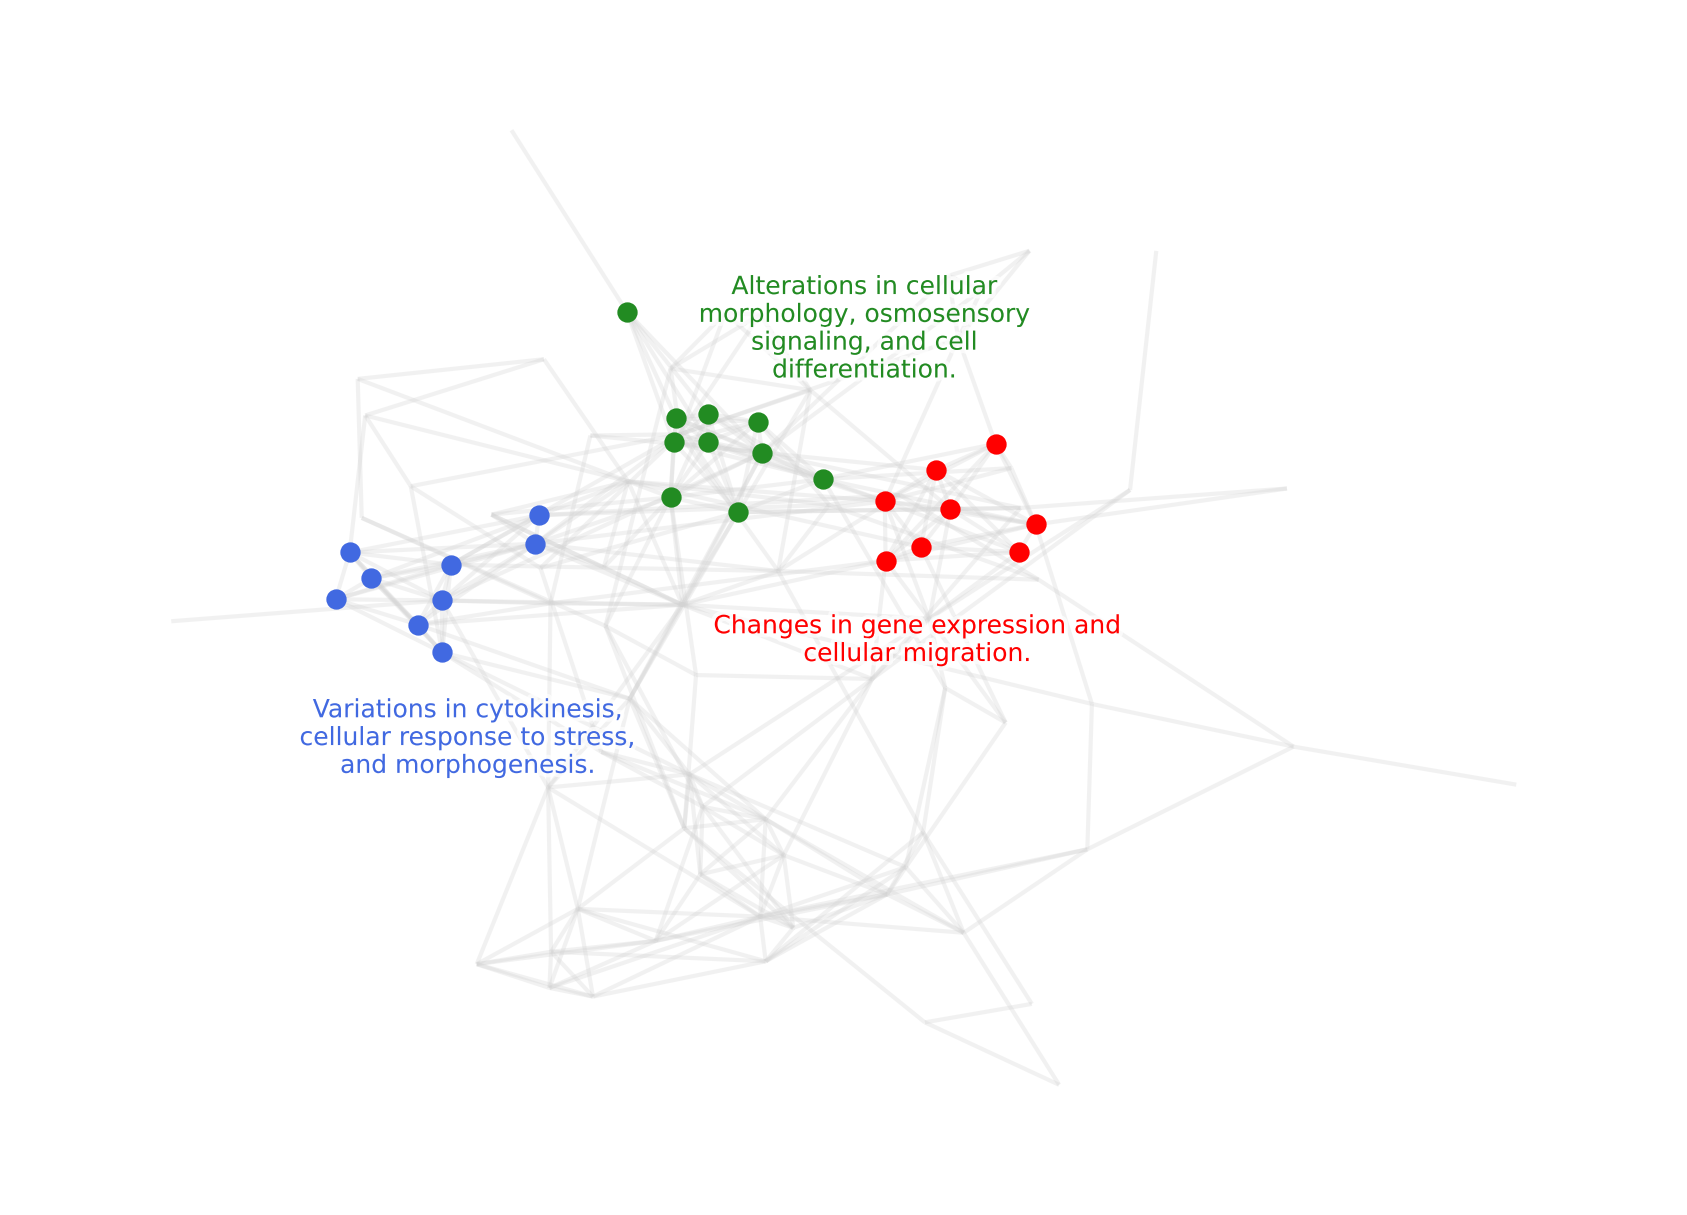 Alterations in cellular
morphology, osmosensory
signaling, and cell
differentiation.
Changes in gene expression and
cellular migration.
Variations in cytokinesis,
cellular response to stress,
and morphogenesis.